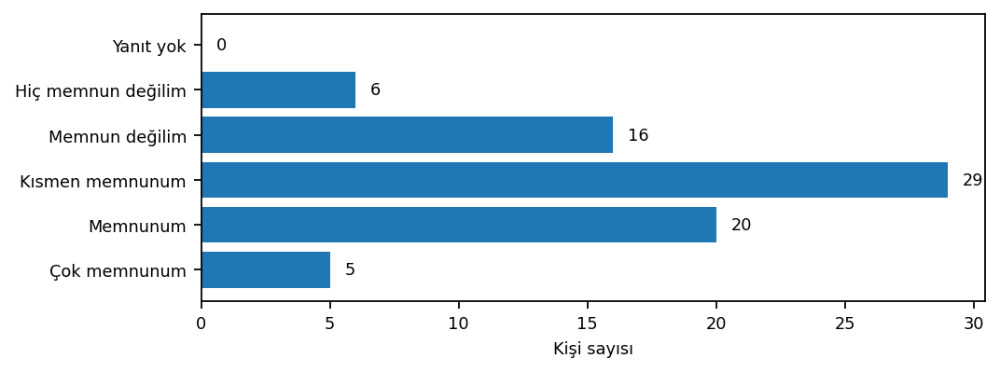 Yanıt yok 0
Hiç memnun değilim 6
Memnun değilim 16
Kısmen memnunum 29
Memnunum 20
Çok memnunum 5
0 5 10 15 20 25 30
Kişi sayısı